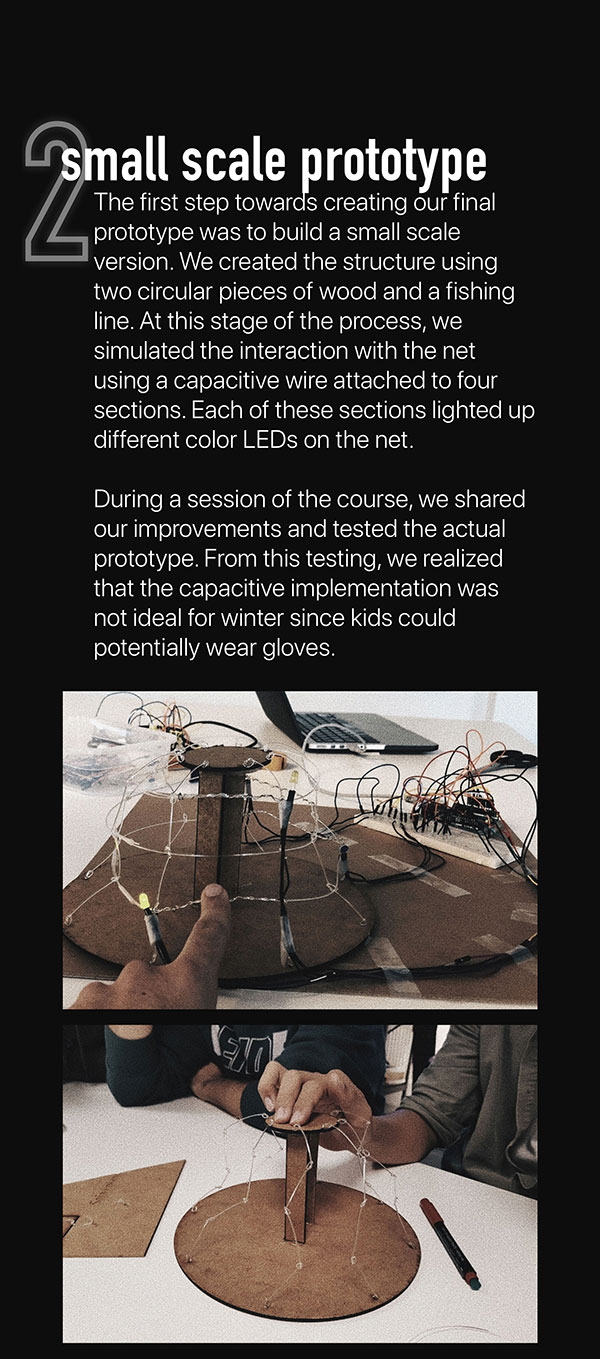 2
small scale prototype
The first step towards creating our final
prototype was to build a small scale
version. We created the structure using
two circular pieces of wood and a fishing
line. At this stage of the process, we
simulated the interaction with the net
using a capacitive wire attached to four
sections. Each of these sections lighted up
different color LEDs on the net.
During a session of the course, we shared
our improvements and tested the actual
prototype. From this testing, we realized
that the capacitive implementation was
not ideal for winter since kids could
potentially wear gloves.